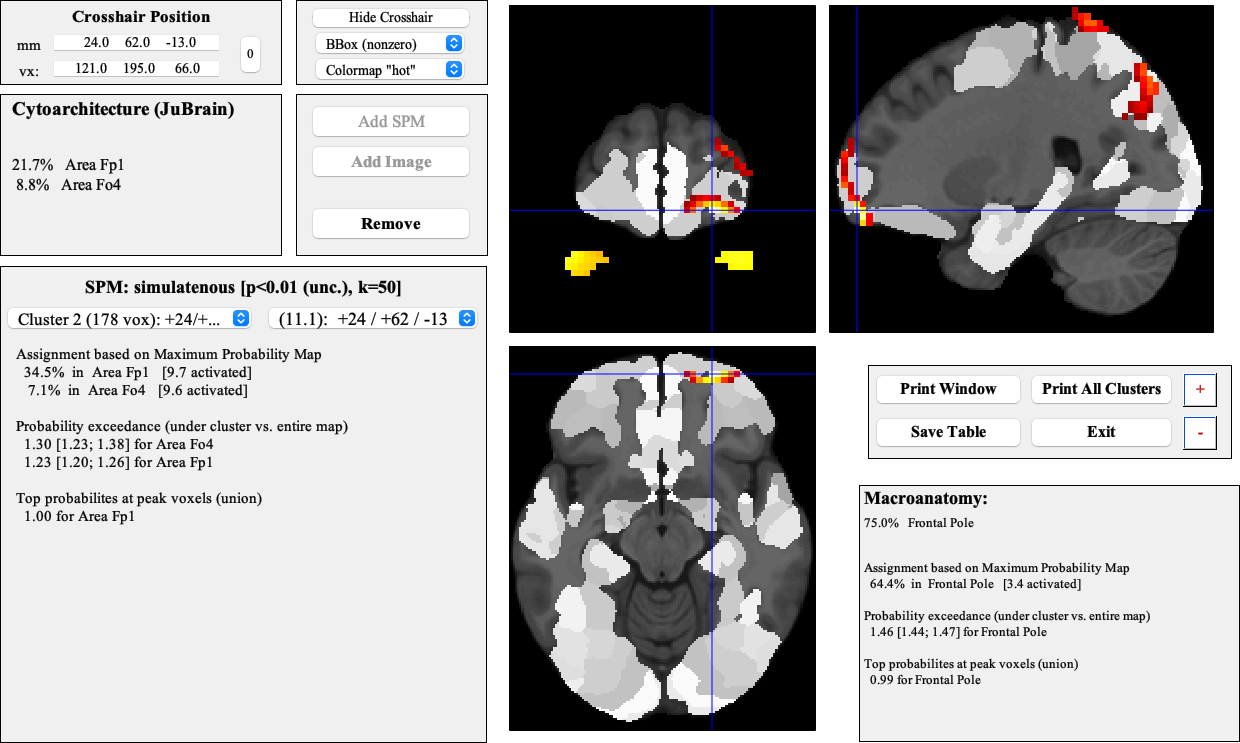 Crosshair Position
mm 24.0 62.0 -13.0
vx: 121.0 195.0 66.0
0
Hide Crosshair
BBox (nonzero)
Colormap "hot"
Cytoarchitecture (JuBrain)
21.7% Area Fp1
8.8% Area Fo4
Add SPM
Add Image
Remove
SPM: simulatenous [p<0.01 (unc.), k=50]
Cluster 2 (178 vox): +24/+...
(11.1): +24 / +62 / -13
Assignment based on Maximum Probability Map
34.5% in Area Fp1 [9.7 activated]
7.1% in Area Fo4 [9.6 activated]
Probability exceedance (under cluster vs. entire map)
1.30 [1.23; 1.38] for Area Fo4
1.23 [1.20; 1.26] for Area Fp1
Top probabilites at peak voxels (union)
1.00 for Area Fp1
Print Window
Print All Clusters
+
Save Table
Exit
-
Macroanatomy:
75.0% Frontal Pole
Assignment based on Maximum Probability Map
64.4% in Frontal Pole [3.4 activated]
Probability exceedance (under cluster vs. entire map)
1.46 [1.44; 1.47] for Frontal Pole
Top probabilites at peak voxels (union)
0.99 for Frontal Pole